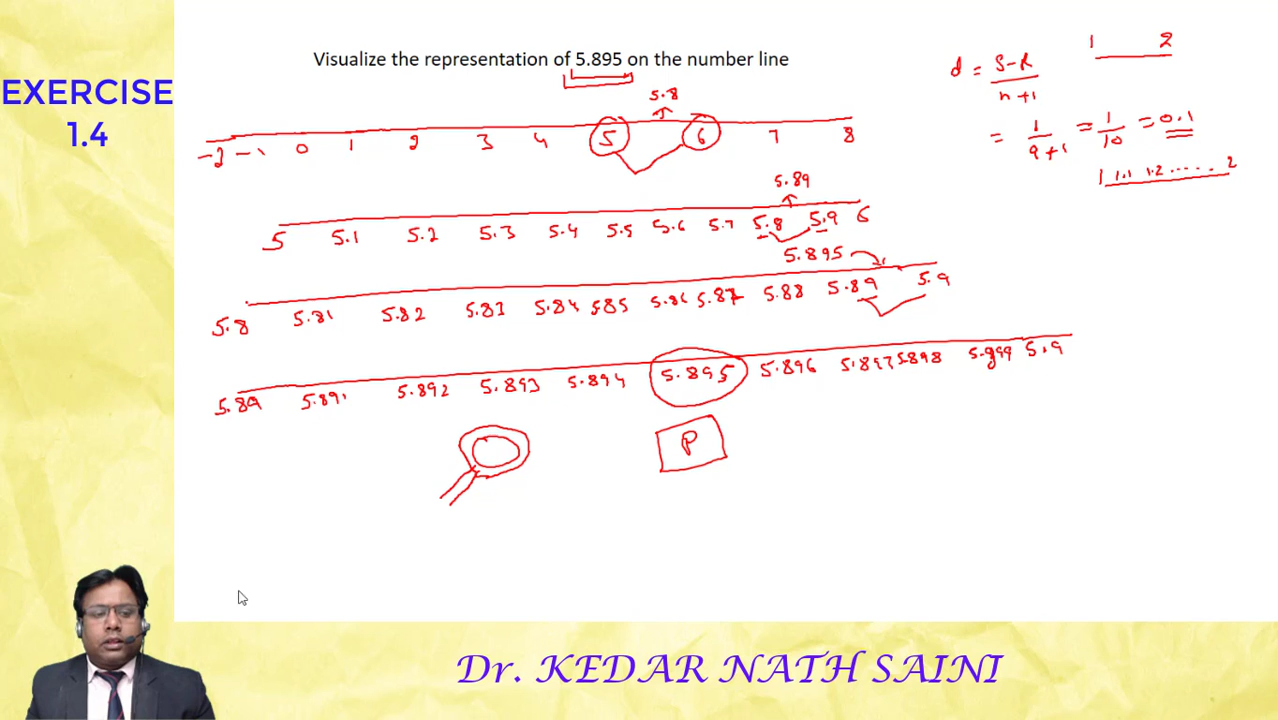 EXERCISE
1.4
Visualize the representation of 5.895 on the number line
5.8
-2 -1 0 1 2 3 4 5 6 7 8
5.89
5 5.1 5.2 5.3 5.4 5.5 5.6 5.7 5.8 5.9 6
5.895
5.8 5.81 5.82 5.83 5.84 5.85 5.86 5.87 5.88 5.89 5.9
5.89 5.891 5.892 5.893 5.894 5.895 5.896 5.897 5.898 5.899 5.9
P
1 2
d = S-R / n+1
= 1 / 9+1 = 1 / 10 = 0.1
1 1.1 1.2 ...... 2
Dr. KEDAR NATH SAINI